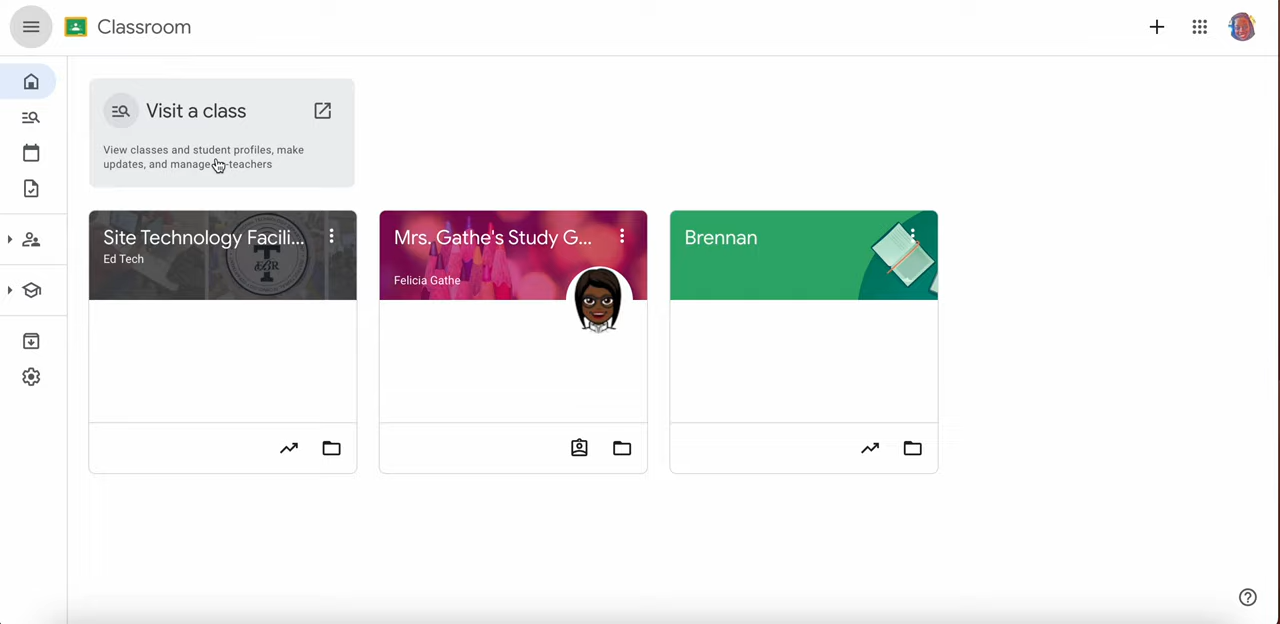 Classroom
Visit a class
View classes and student profiles, make
updates, and manage teachers
Site Technology Facili...
Ed Tech
Mrs. Gathe's Study G...
Felicia Gathe
Brennan